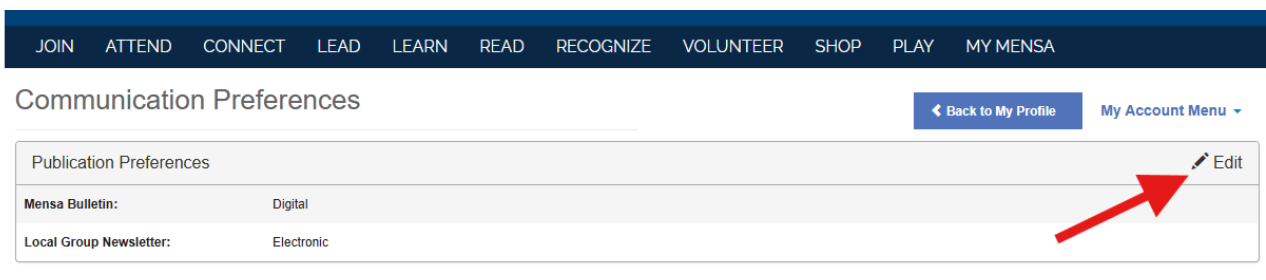 JOIN ATTEND CONNECT LEAD LEARN READ RECOGNIZE VOLUNTEER SHOP PLAY MY MENSA
Communication Preferences
Back to My Profile My Account Menu
Publication Preferences Edit
Mensa Bulletin: Digital
Local Group Newsletter: Electronic